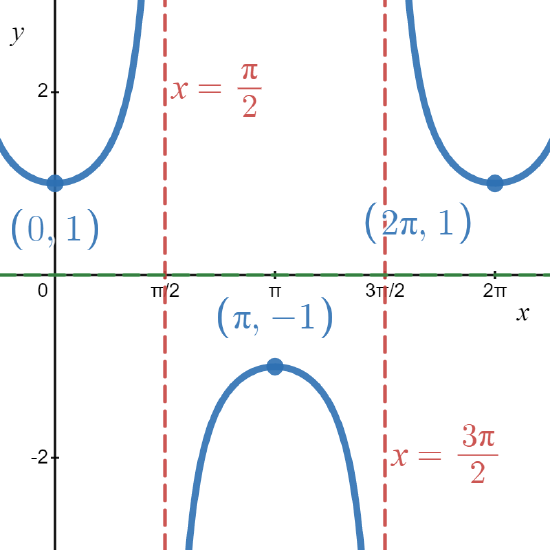 y
2
x = π/2
(0, 1)
(2π, 1)
0
π/2
π
3π/2
2π
x
(π, −1)
-2
x = 3π/2